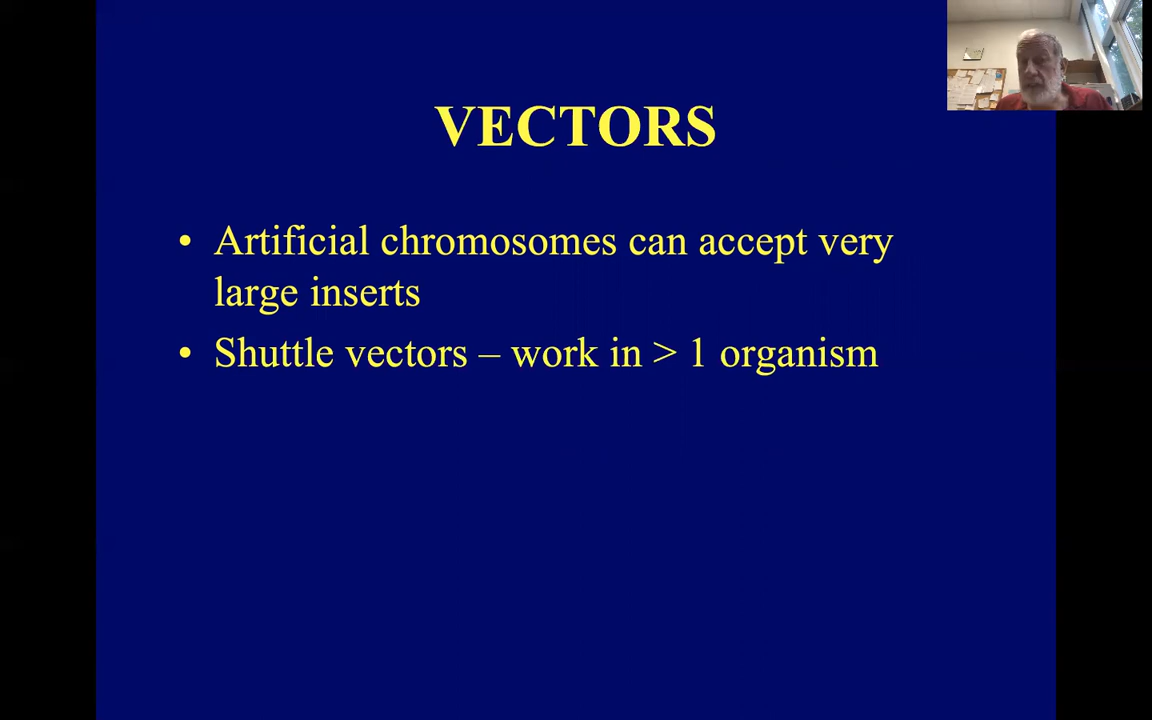 VECTORS
• Artificial chromosomes can accept very
large inserts
• Shuttle vectors – work in > 1 organism